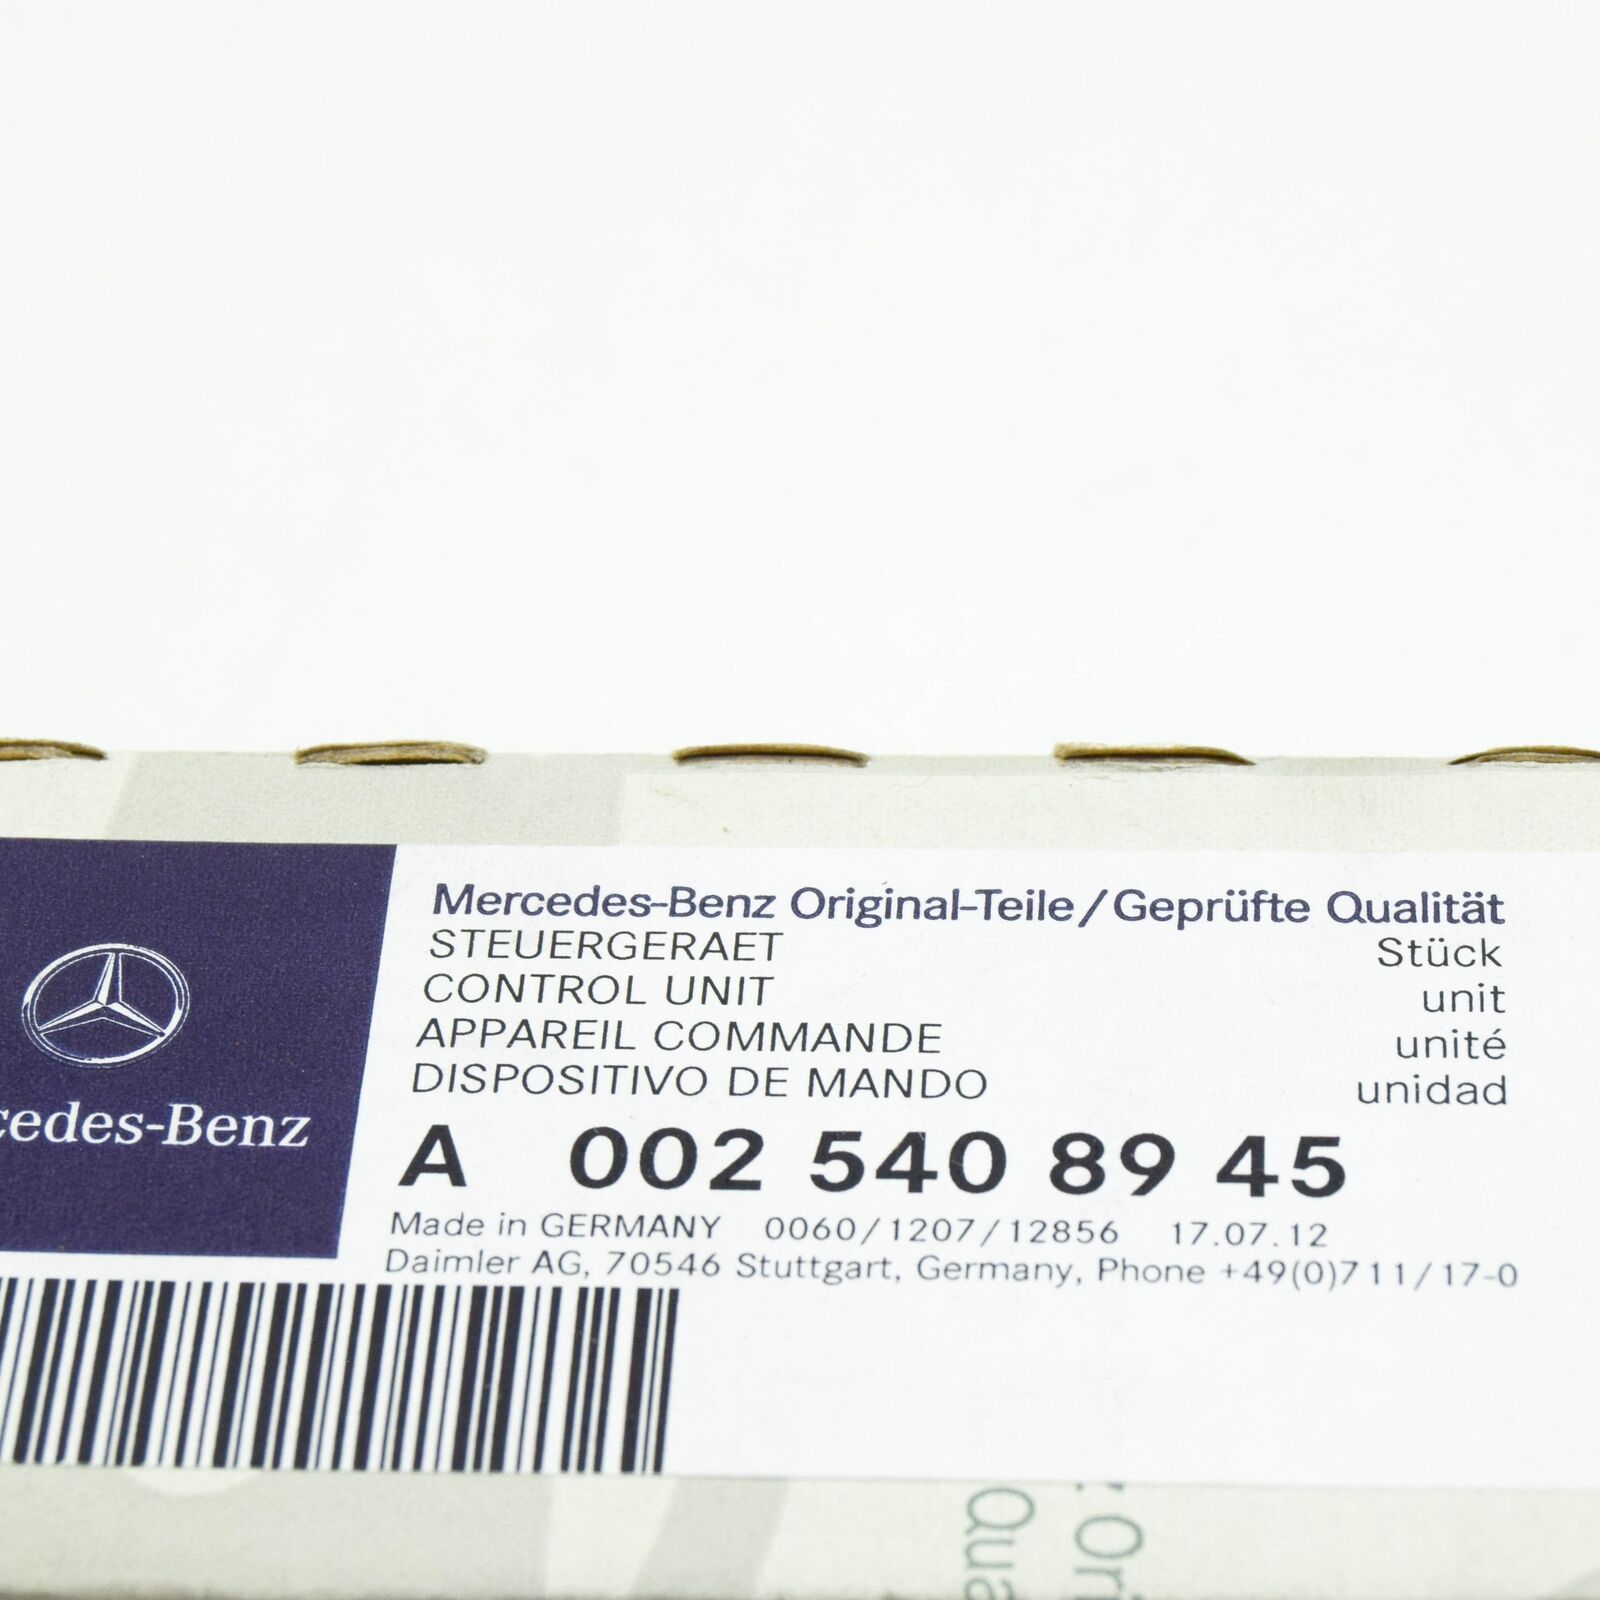 Mercedes-Benz Original-Teile/Geprüfte Qualität
STEUERGERAET Stück
CONTROL UNIT unit
APPAREIL COMMANDE unité
DISPOSITIVO DE MANDO unidad
cedes-Benz
A 002 540 89 45
Made in GERMANY 0060/1207/12856 17.07.12
Daimler AG, 70546 Stuttgart, Germany, Phone +49(0)711/17-0
Ori
Qua